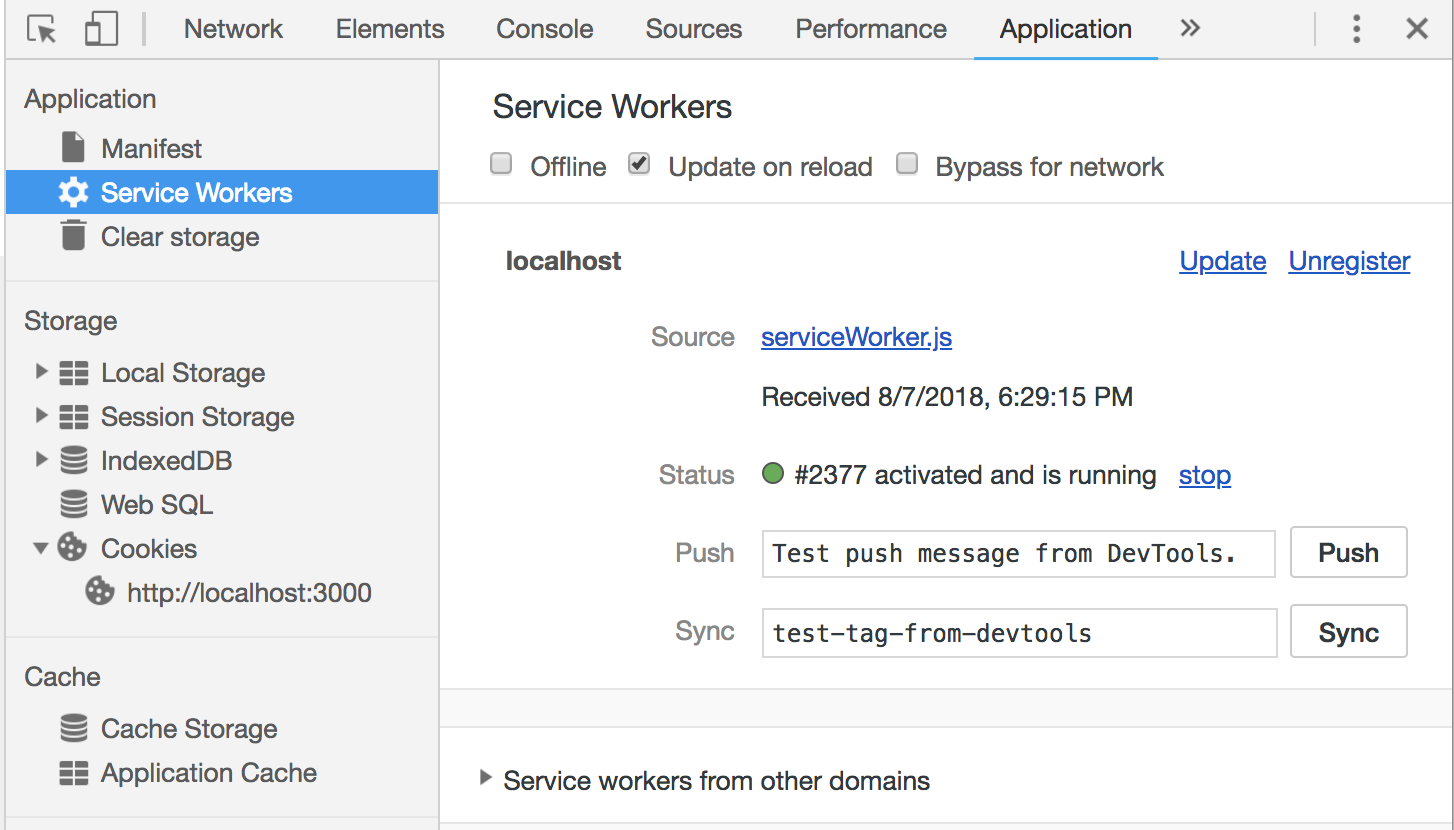 Network Elements Console Sources Performance Application
Application
Manifest
Service Workers
Clear storage
Storage
Local Storage
Session Storage
IndexedDB
Web SQL
Cookies
http://localhost:3000
Cache
Cache Storage
Application Cache
Service Workers
Offline Update on reload Bypass for network
localhost Update Unregister
Source serviceWorker.js
Received 8/7/2018, 6:29:15 PM
Status #2377 activated and is running stop
Push Test push message from DevTools. Push
Sync test-tag-from-devtools Sync
Service workers from other domains